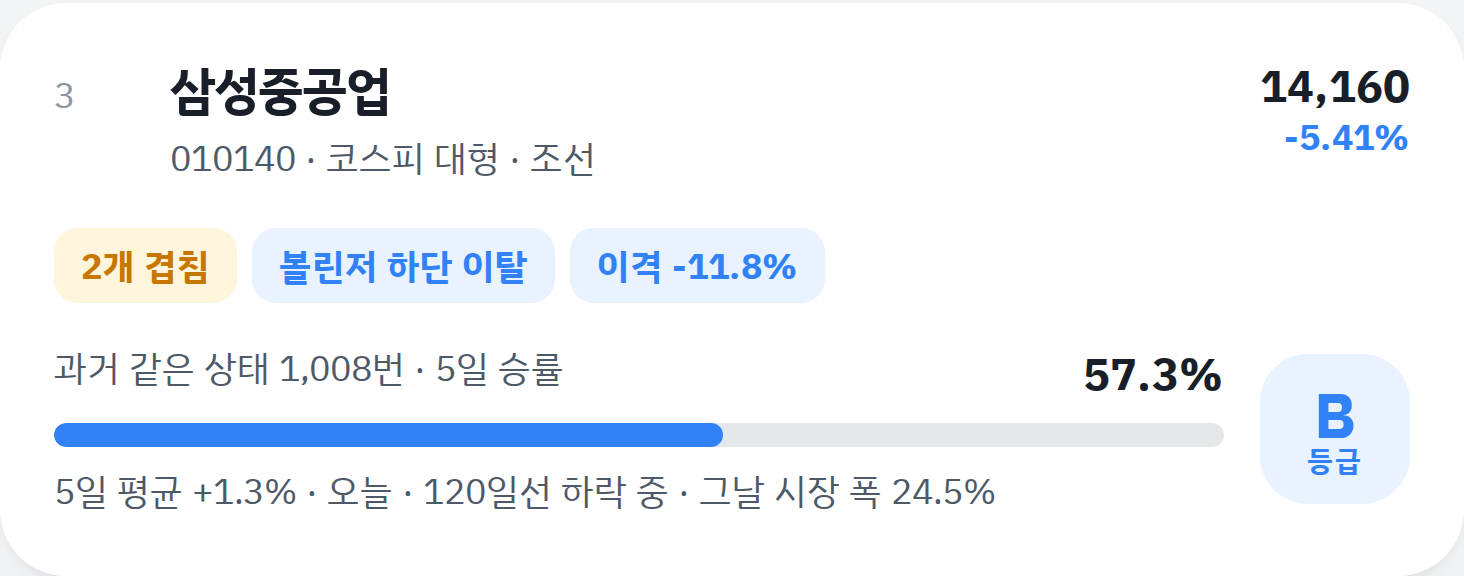 3 삼성중공업 14,160
010140 · 코스피 대형 · 조선 -5.41%
2개 겹침 볼린저 하단 이탈 이격 -11.8%
과거 같은 상태 1,008번 · 5일 승률 57.3%
B
등급
5일 평균 +1.3% · 오늘 · 120일선 하락 중 · 그날 시장 폭 24.5%